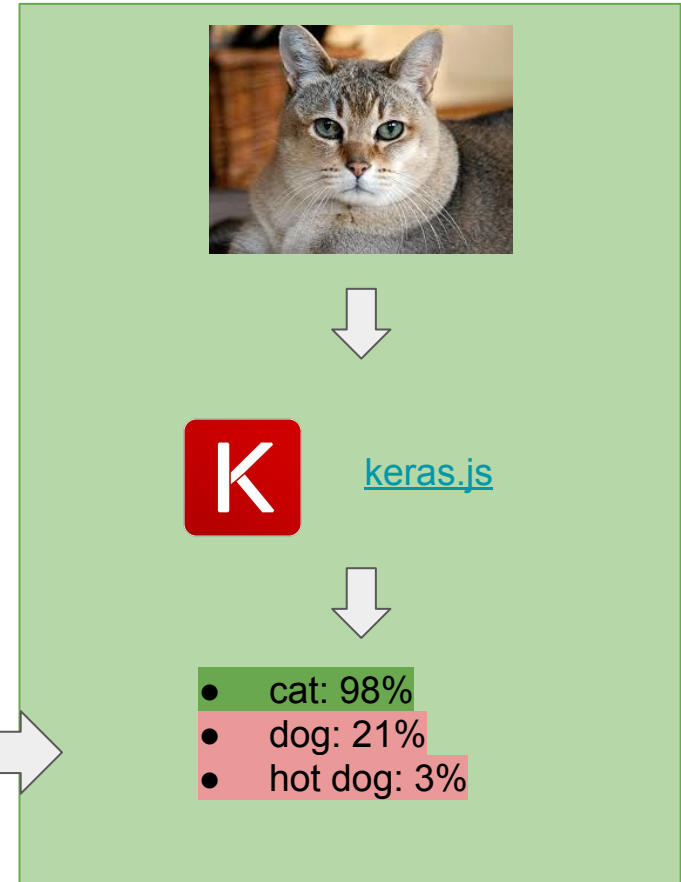 K
keras.js
● cat: 98%
● dog: 21%
● hot dog: 3%